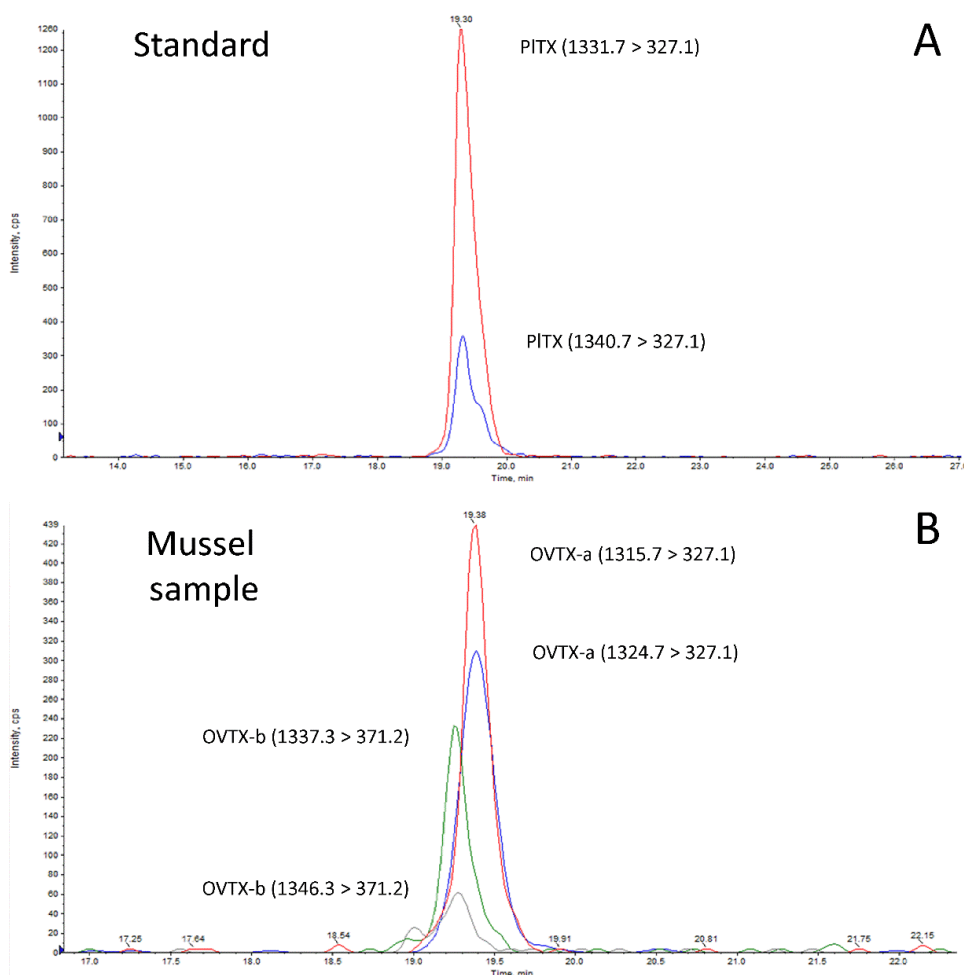 Standard
A
19.30
PlTX (1331.7 > 327.1)
PlTX (1340.7 > 327.1)
Intensity, cps
1260
1200
1100
1000
900
800
700
600
500
400
300
200
100
0
14.0 15.0 16.0 17.0 18.0 19.0 20.0 21.0 22.0 23.0 24.0 25.0 26.0 27.0
Time, min
Mussel
sample
B
19.38
OVTX-a (1315.7 > 327.1)
OVTX-a (1324.7 > 327.1)
OVTX-b (1337.3 > 371.2)
OVTX-b (1346.3 > 371.2)
Intensity, cps
439
420
400
380
360
340
320
300
280
260
240
220
200
180
160
140
120
100
80
60
40
20
0
17.25 17.64 18.54 19.91 20.81 21.75 22.15
17.0 17.5 18.0 18.5 19.0 19.5 20.0 20.5 21.0 21.5 22.0
Time, min